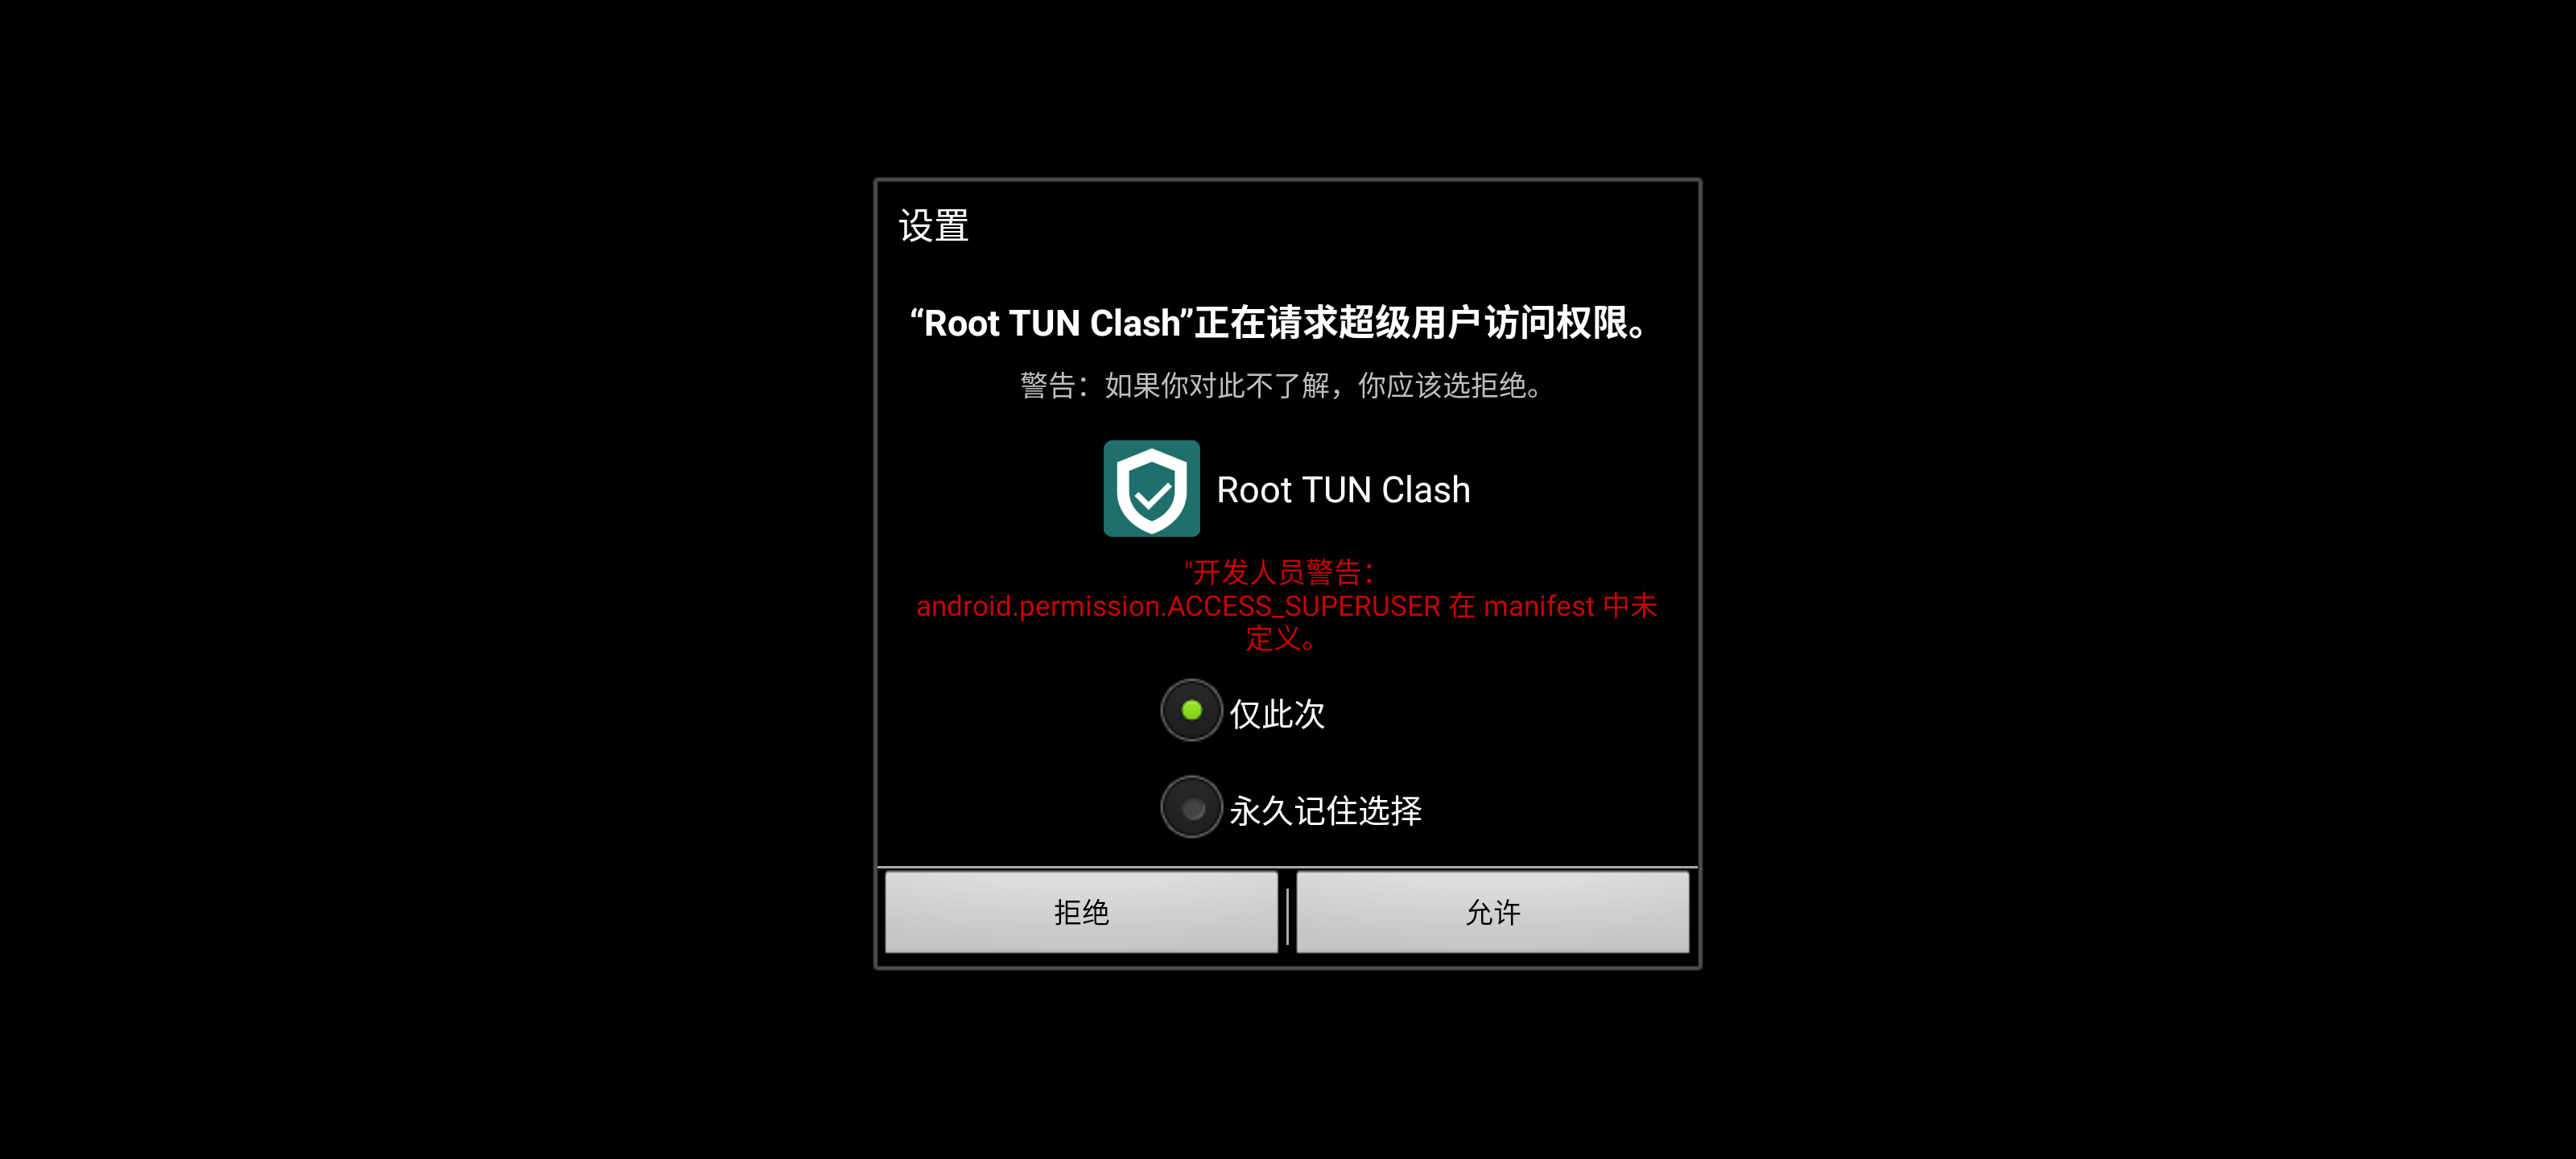 设置
“Root TUN Clash”正在请求超级用户访问权限。
警告：如果你对此不了解，你应该选拒绝。
Root TUN Clash
"开发人员警告：
android.permission.ACCESS_SUPERUSER 在 manifest 中未
定义。
仅此次
永久记住选择
拒绝
允许